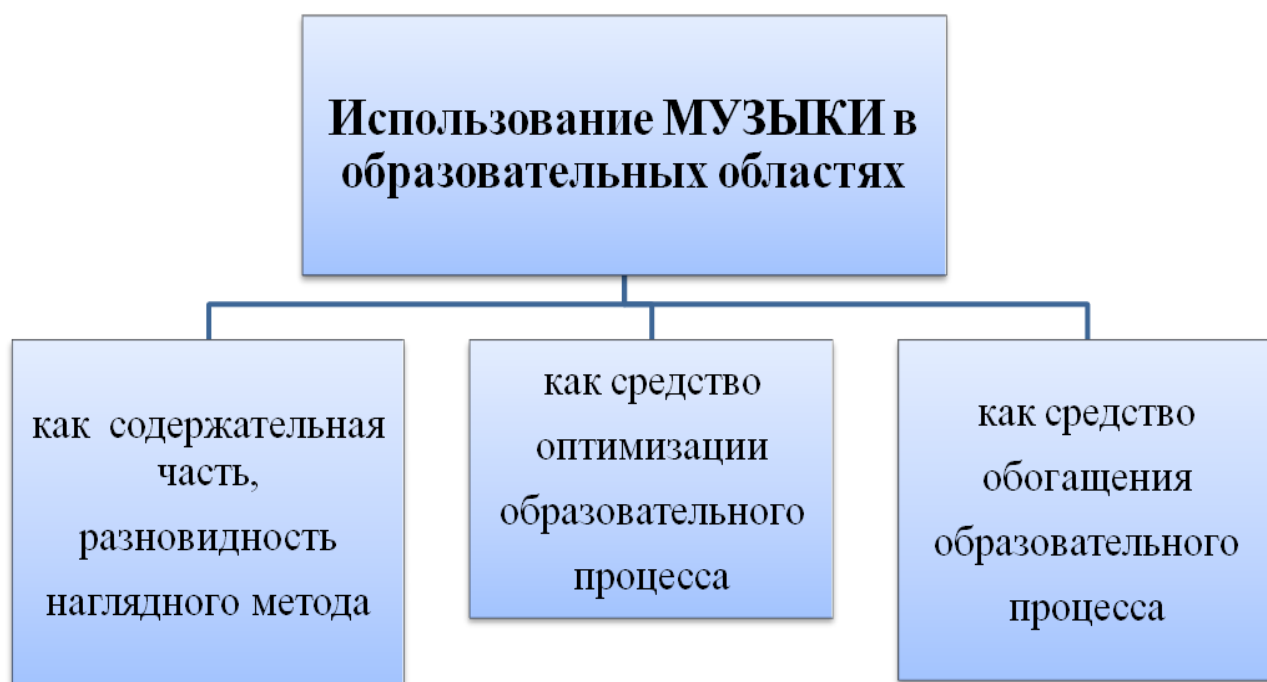 Использование МУЗЫКИ в
образовательных областях
как содержательная
часть,
разновидность
наглядного метода
как средство
оптимизации
образовательного
процесса
как средство
обогащения
образовательного
процесса